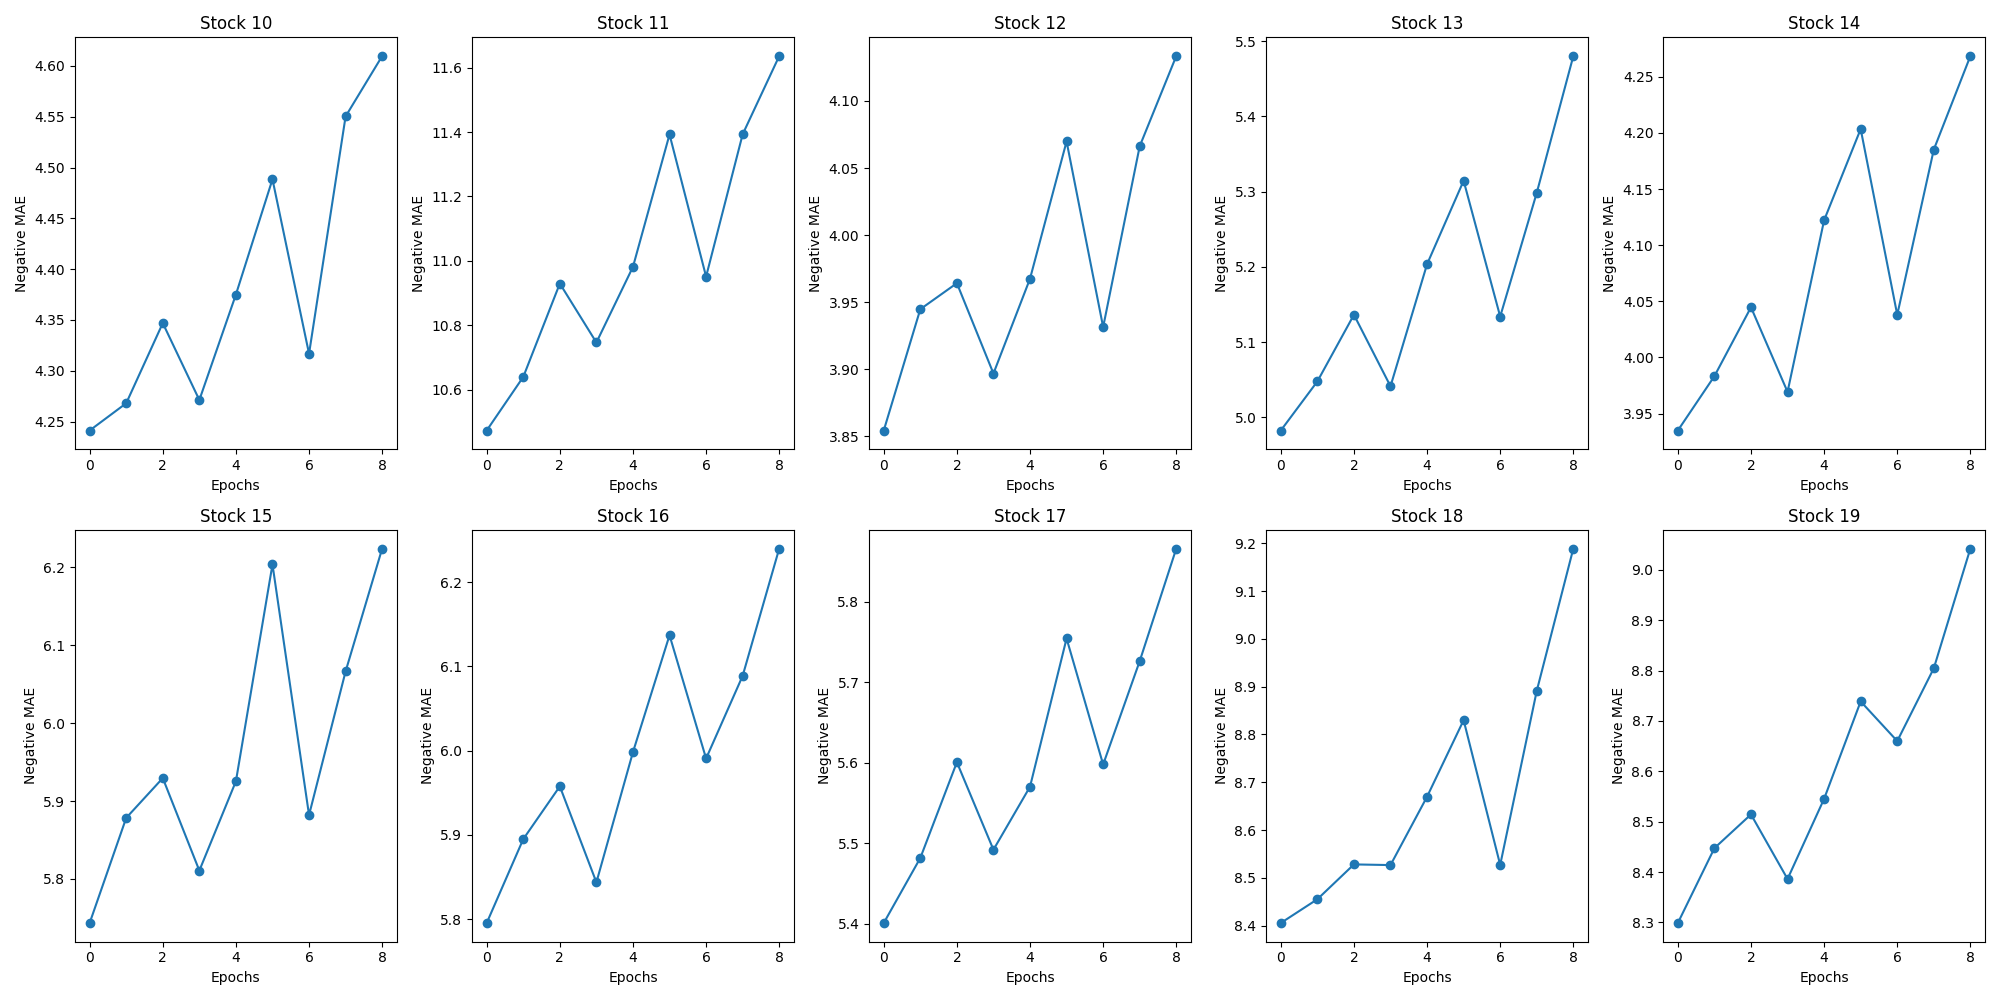 Stock 10
Negative MAE
4.60
4.55
4.50
4.45
4.40
4.35
4.30
4.25
0 2 4 6 8
Epochs
Stock 11
Negative MAE
11.6
11.4
11.2
11.0
10.8
10.6
0 2 4 6 8
Epochs
Stock 12
Negative MAE
4.10
4.05
4.00
3.95
3.90
3.85
0 2 4 6 8
Epochs
Stock 13
Negative MAE
5.5
5.4
5.3
5.2
5.1
5.0
0 2 4 6 8
Epochs
Stock 14
Negative MAE
4.25
4.20
4.15
4.10
4.05
4.00
3.95
0 2 4 6 8
Epochs
Stock 15
Negative MAE
6.2
6.1
6.0
5.9
5.8
0 2 4 6 8
Epochs
Stock 16
Negative MAE
6.2
6.1
6.0
5.9
5.8
0 2 4 6 8
Epochs
Stock 17
Negative MAE
5.8
5.7
5.6
5.5
5.4
0 2 4 6 8
Epochs
Stock 18
Negative MAE
9.2
9.1
9.0
8.9
8.8
8.7
8.6
8.5
8.4
0 2 4 6 8
Epochs
Stock 19
Negative MAE
9.0
8.9
8.8
8.7
8.6
8.5
8.4
8.3
0 2 4 6 8
Epochs